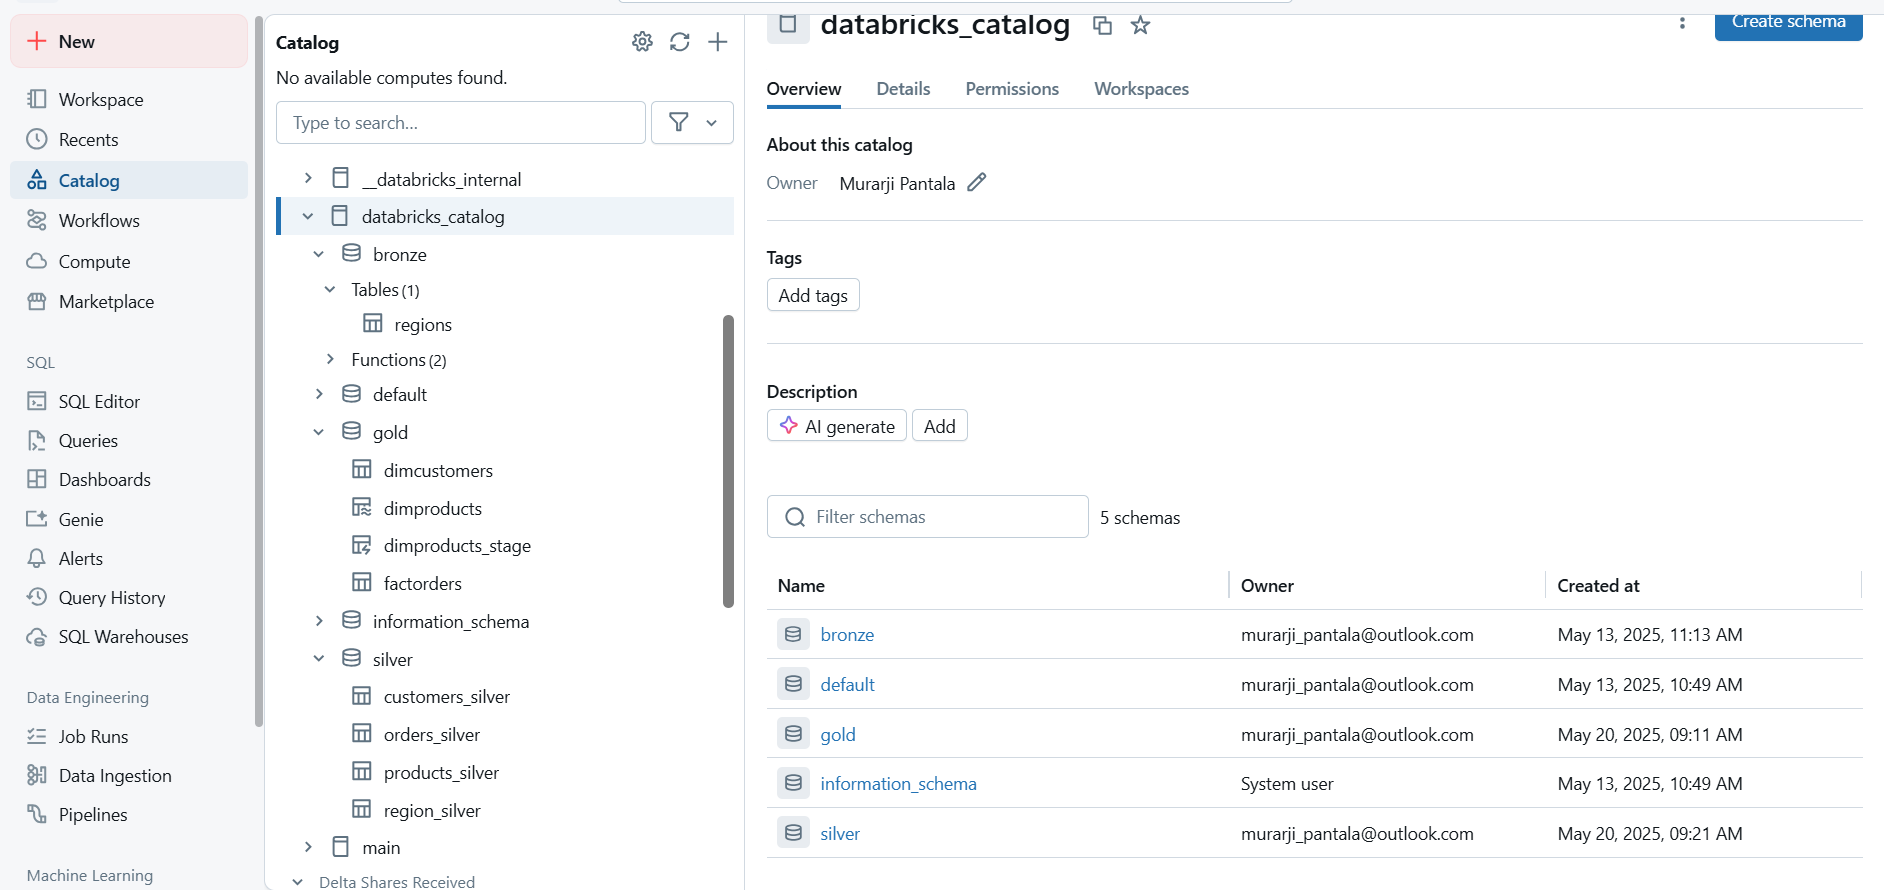 New
Workspace
Recents
Catalog
Workflows
Compute
Marketplace
SQL
SQL Editor
Queries
Dashboards
Genie
Alerts
Query History
SQL Warehouses
Data Engineering
Job Runs
Data Ingestion
Pipelines
Machine Learning
Catalog
No available computes found.
Type to search...
__databricks_internal
databricks_catalog
bronze
Tables (1)
regions
Functions (2)
default
gold
dimcustomers
dimproducts
dimproducts_stage
factorders
information_schema
silver
customers_silver
orders_silver
products_silver
region_silver
main
Delta Shares Received
databricks_catalog
Create schema
Overview Details Permissions Workspaces
About this catalog
Owner Murarji Pantala
Tags
Add tags
Description
AI generate Add
Filter schemas 5 schemas
Name Owner Created at
bronze murarji_pantala@outlook.com May 13, 2025, 11:13 AM
default murarji_pantala@outlook.com May 13, 2025, 10:49 AM
gold murarji_pantala@outlook.com May 20, 2025, 09:11 AM
information_schema System user May 13, 2025, 10:49 AM
silver murarji_pantala@outlook.com May 20, 2025, 09:21 AM